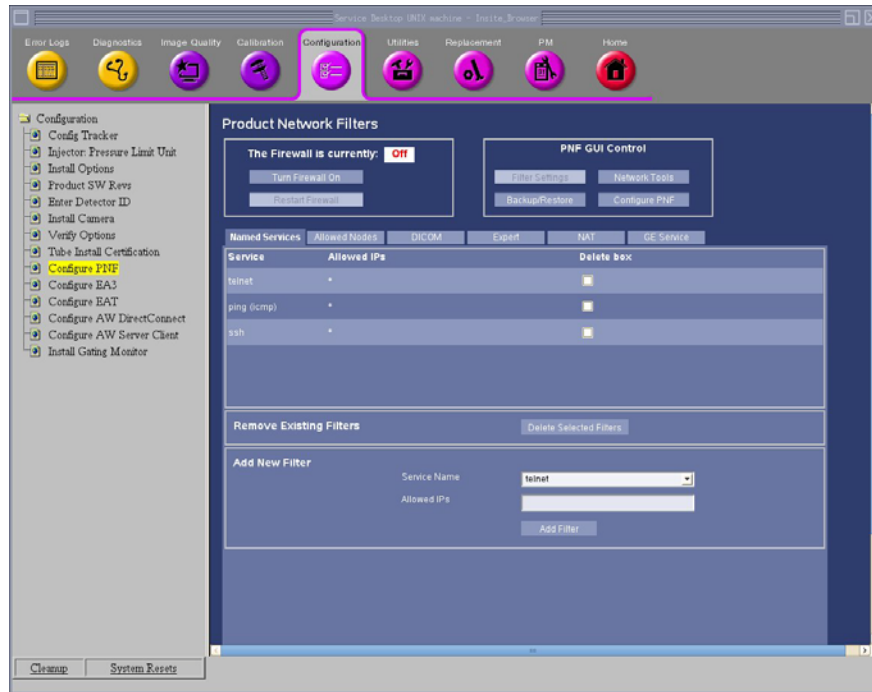 Service Desktop UNIX machine - Insite_Browser
Error Logs Diagnostics Image Quality Calibration Configuration Utilities Replacement PM Home
Configuration
Config Tracker
Injector: Pressure Limit Unit
Install Options
Product SW Revs
Enter Detector ID
Install Camera
Verify Options
Tube Install Certification
Configure PNF
Configure EA3
Configure EAT
Configure AW DirectConnect
Configure AW Server Client
Install Gating Monitor
Product Network Filters
The Firewall is currently: Off
Turn Firewall On
Restart Firewall
PNF GUI Control
Filter Settings Network Tools
Backup/Restore Configure PNF
Named Services Allowed Nodes DICOM Expert NAT GE Service
Service Allowed IPs Delete box
telnet *
ping (icmp) *
ssh *
Remove Existing Filters Delete Selected Filters
Add New Filter
Service Name telnet
Allowed IPs
Add Filter
Cleanup System Resets